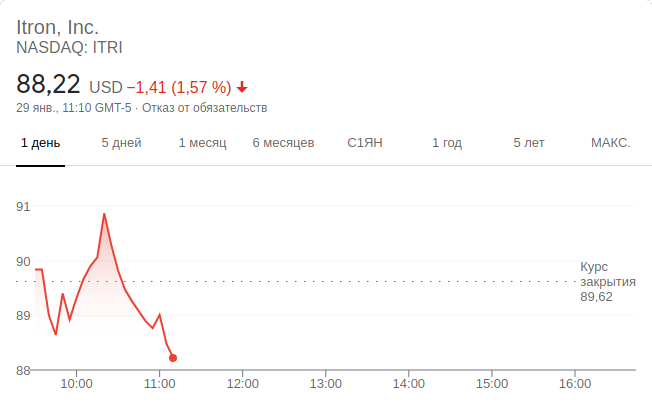 Itron, Inc.
NASDAQ: ITRI
88,22 USD −1,41 (1,57 %)
29 янв., 11:10 GMT-5 · Отказ от обязательств
1 день 5 дней 1 месяц 6 месяцев С1ЯН 1 год 5 лет МАКС.
91
90
89
88
Курс
закрытия
89,62
10:00 11:00 12:00 13:00 14:00 15:00 16:00